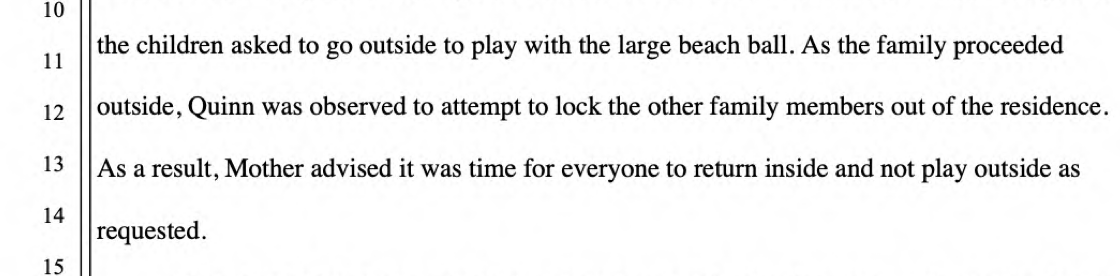 10
the children asked to go outside to play with the large beach ball. As the family proceeded
11
outside, Quinn was observed to attempt to lock the other family members out of the residence.
12
As a result, Mother advised it was time for everyone to return inside and not play outside as
13
requested.
14
15